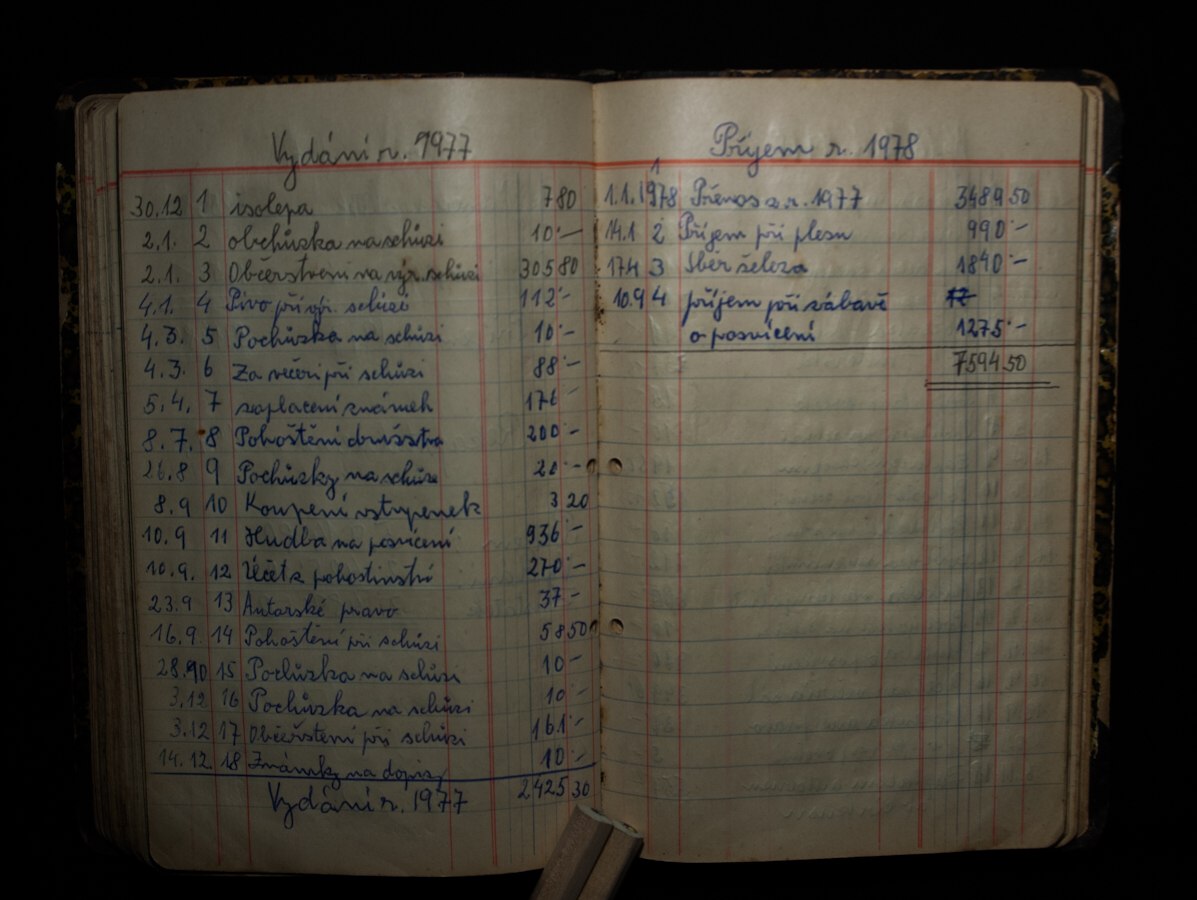 Vydání r. 1977
30.12 1 isolepa 7 80
2.1. 2 obchůzka na schůzi 10·–
2.1. 3 Občerstvení na výr. schůzi 305 80
4.1. 4 Pivo při výr. schůzi 112·–
4.3. 5 Pochůzka na schůzi 10·–
4.3. 6 Za večeři při schůzi 88·–
5.4. 7 zaplacení známek 176 –
8.7. 8 Pohoštění družstva 200·–
26.8 9 Pochůzky na schůze 20·–
8.9 10 Koupení vstupenek 3 20
10.9 11 Hudba na posvícení 936·–
10.9. 12 Účet z pohostinství 270·–
23.9 13 Autorské pravo 37·–
16.9. 14 Pohoštění při schůzi 58 50
28.10 15 Pochůzka na schůzi 10·–
3.12 16 Pochůzka na schůzi 10·–
3.12 17 Občerstení při schůzi 161·–
14.12. 18 Známky na dopisy 10·–
Vydání r. 1977 2425 30
Příjem r. 1978
1.1.1978 1 Přenos z r. 1977 3489 50
14.1 2 Příjem při plesu 990·–
17.4 3 Sběr železa 1840·–
10.9 4 příjem při zábavě 12
o posvícení 1275·–
7594 50